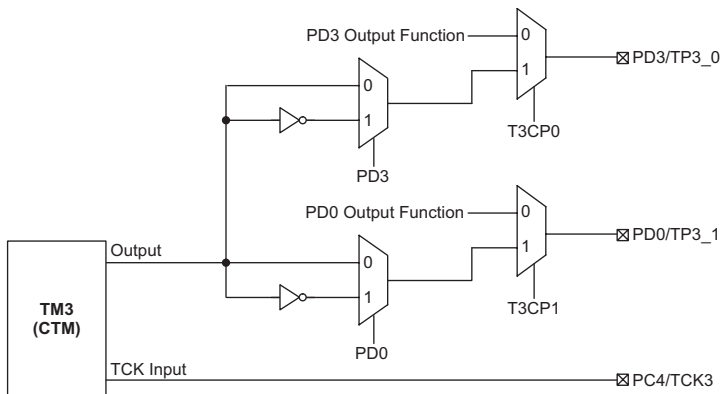 PD3 Output Function
0
1
PD3/TP3_0
0
1
T3CP0
PD3
PD0 Output Function
0
1
PD0/TP3_1
Output
0
1
T3CP1
TM3
(CTM)
PD0
TCK Input
PC4/TCK3